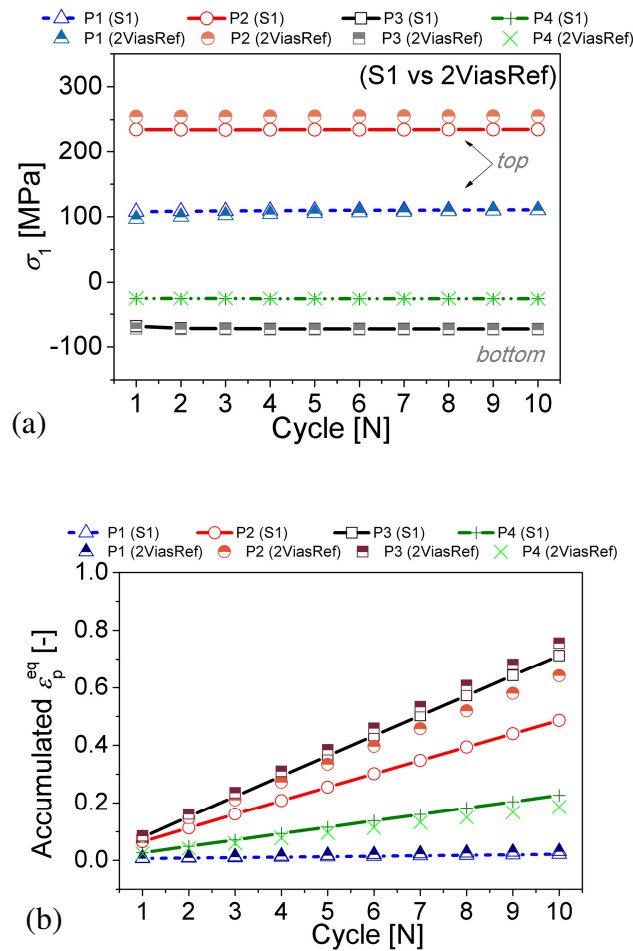 P1 (S1) P2 (S1) P3 (S1) P4 (S1)
P1 (2ViasRef) P2 (2ViasRef) P3 (2ViasRef) P4 (2ViasRef)
(S1 vs 2ViasRef)
300
200
100
0
-100
σ1 [MPa]
top
bottom
1 2 3 4 5 6 7 8 9 10
Cycle [N]
(a)
P1 (S1) P2 (S1) P3 (S1) P4 (S1)
P1 (2ViasRef) P2 (2ViasRef) P3 (2ViasRef) P4 (2ViasRef)
1.0
0.8
0.6
0.4
0.2
0.0
Accumulated ε_p^eq [-]
1 2 3 4 5 6 7 8 9 10
Cycle [N]
(b)